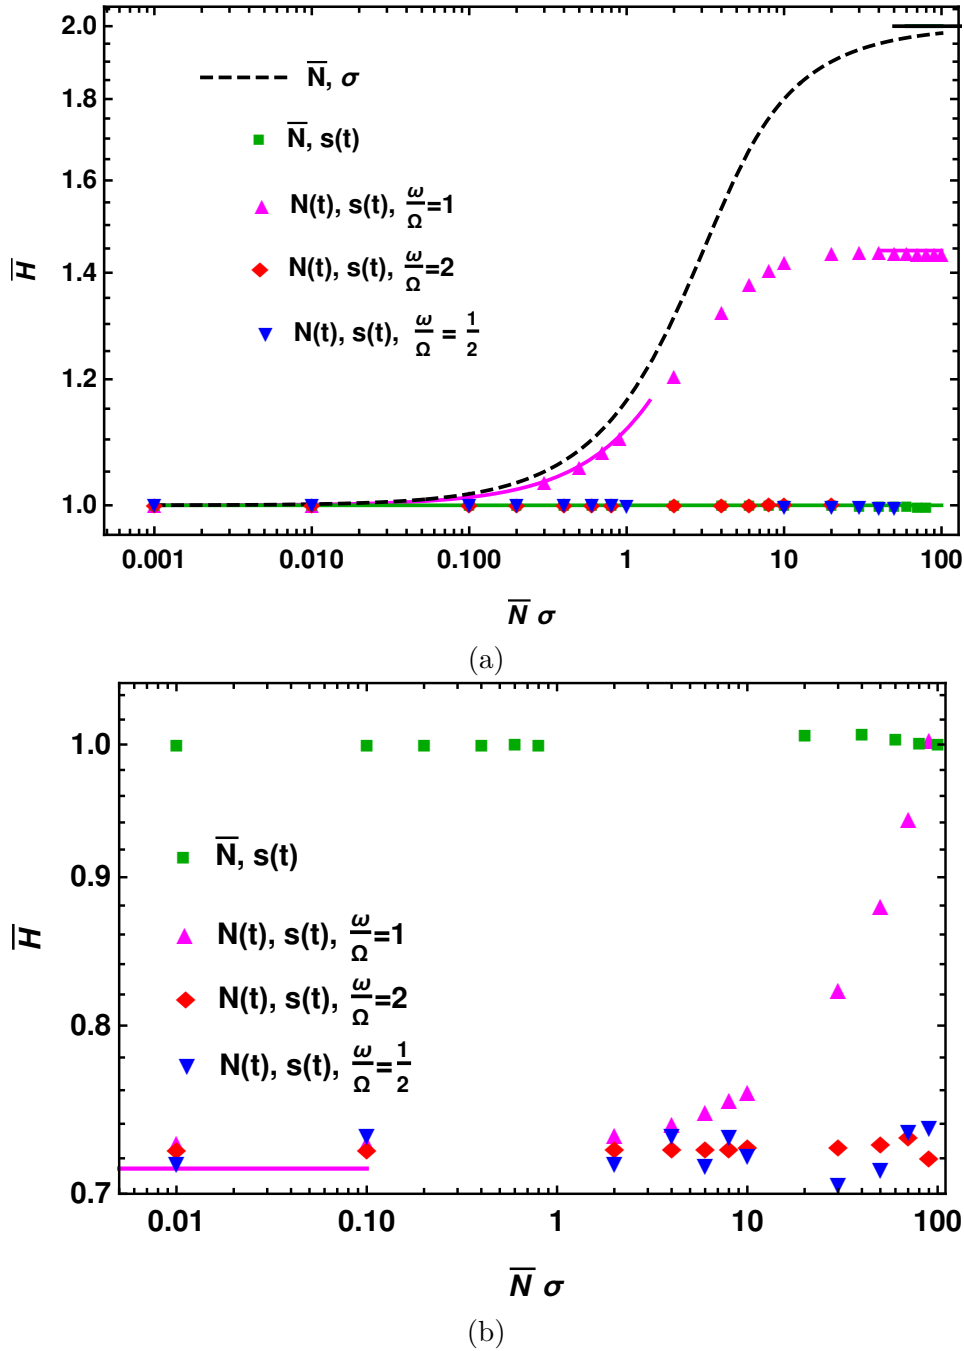 2.0
1.8
1.6
1.4
1.2
1.0
H̅
N̅, σ
N̅, s(t)
N(t), s(t), ω/Ω=1
N(t), s(t), ω/Ω=2
N(t), s(t), ω/Ω = 1/2
0.001 0.010 0.100 1 10 100
N̅ σ
(a)
1.0
0.9
0.8
0.7
H̅
N̅, s(t)
N(t), s(t), ω/Ω=1
N(t), s(t), ω/Ω=2
N(t), s(t), ω/Ω=1/2
0.01 0.10 1 10 100
N̅ σ
(b)